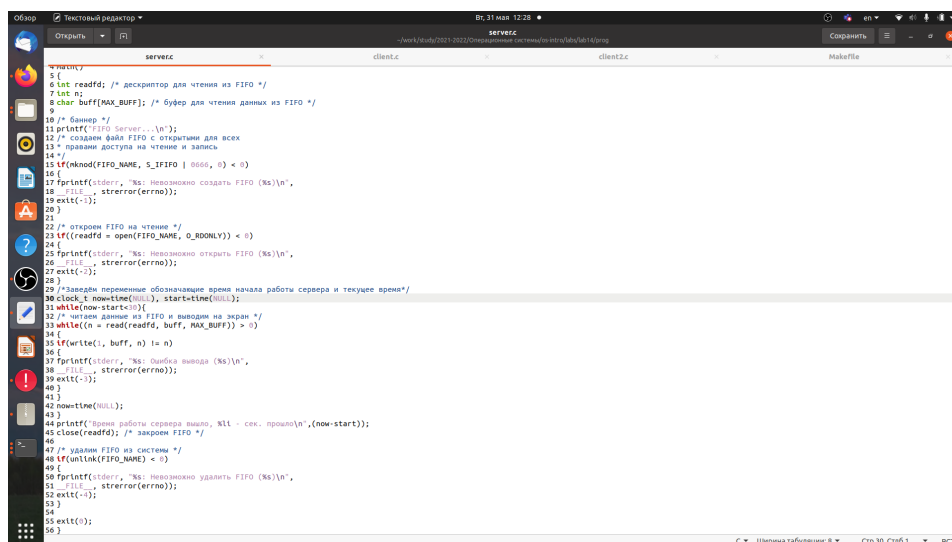 Обзор Текстовый редактор Вт, 31 мая 12:28 en
Открыть server.c Сохранить
~/work/study/2021-2022/Операционные системы/os-intro/labs/lab14/prog
server.c client.c client2.c Makefile
4 main()
5 {
6 int readfd; /* дескриптор для чтения из FIFO */
7 int n;
8 char buff[MAX_BUFF]; /* буфер для чтения данных из FIFO */
9
10 /* баннер */
11 printf("FIFO Server...\n");
12 /* создаем файл FIFO с открытыми для всех
13 * правами доступа на чтение и запись
14 */
15 if(mknod(FIFO_NAME, S_IFIFO | 0666, 0) < 0)
16 {
17 fprintf(stderr, "%s: Невозможно создать FIFO (%s)\n",
18 __FILE__, strerror(errno));
19 exit(-1);
20 }
21
22 /* откроем FIFO на чтение */
23 if((readfd = open(FIFO_NAME, O_RDONLY)) < 0)
24 {
25 fprintf(stderr, "%s: Невозможно открыть FIFO (%s)\n",
26 __FILE__, strerror(errno));
27 exit(-2);
28 }
29 /*Заведём переменные обозначающие время начала работы сервера и текущее время*/
30 clock_t now=time(NULL), start=time(NULL);
31 while(now-start<30){
32 /* читаем данные из FIFO и выводим на экран */
33 while((n = read(readfd, buff, MAX_BUFF)) > 0)
34 {
35 if(write(1, buff, n) != n)
36 {
37 fprintf(stderr, "%s: Ошибка вывода (%s)\n",
38 __FILE__, strerror(errno));
39 exit(-3);
40 }
41 }
42 now=time(NULL);
43 }
44 printf("Время работы сервера вышло, %li - сек. прошло\n",(now-start));
45 close(readfd); /* закроем FIFO */
46
47 /* удалим FIFO из системы */
48 if(unlink(FIFO_NAME) < 0)
49 {
50 fprintf(stderr, "%s: Невозможно удалить FIFO (%s)\n",
51 __FILE__, strerror(errno));
52 exit(-4);
53 }
54
55 exit(0);
56 }
C Ширина табуляции: 8 Стр 30, Стлб 1